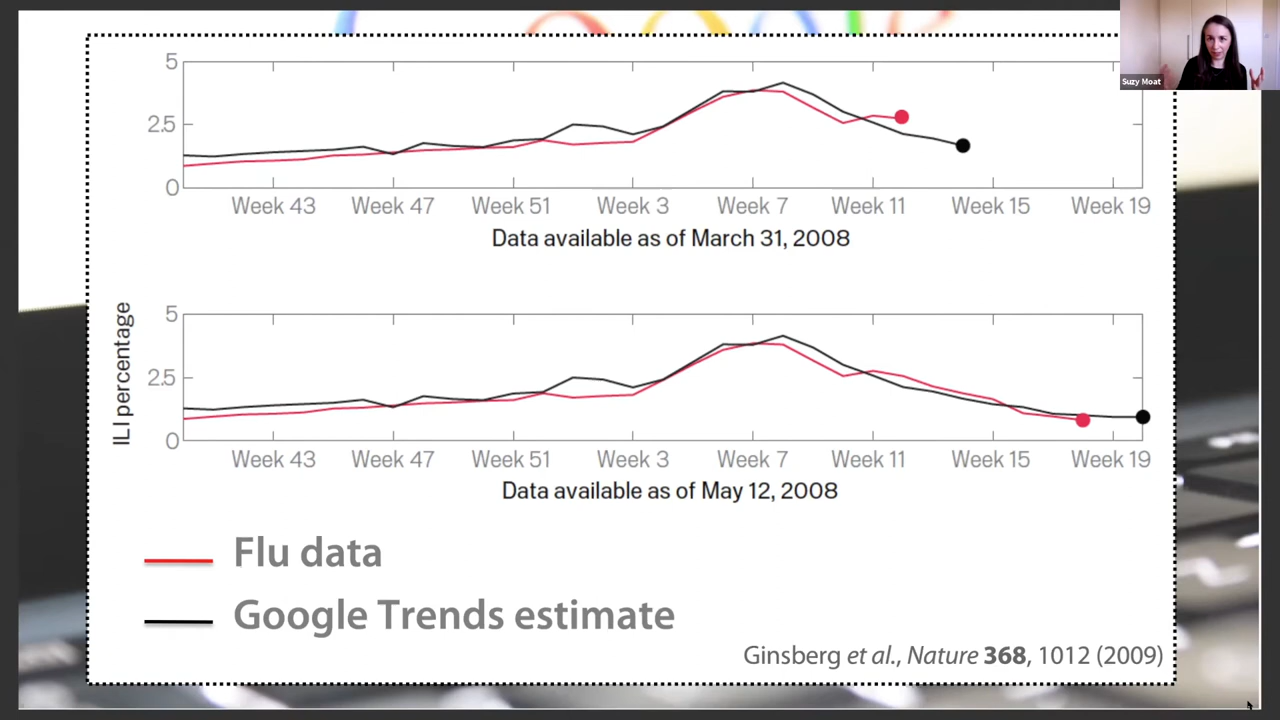 Suzy Moat
5
2.5
0
Week 43 Week 47 Week 51 Week 3 Week 7 Week 11 Week 15 Week 19
Data available as of March 31, 2008
ILI percentage
5
2.5
0
Week 43 Week 47 Week 51 Week 3 Week 7 Week 11 Week 15 Week 19
Data available as of May 12, 2008
Flu data
Google Trends estimate
Ginsberg et al., Nature 368, 1012 (2009)